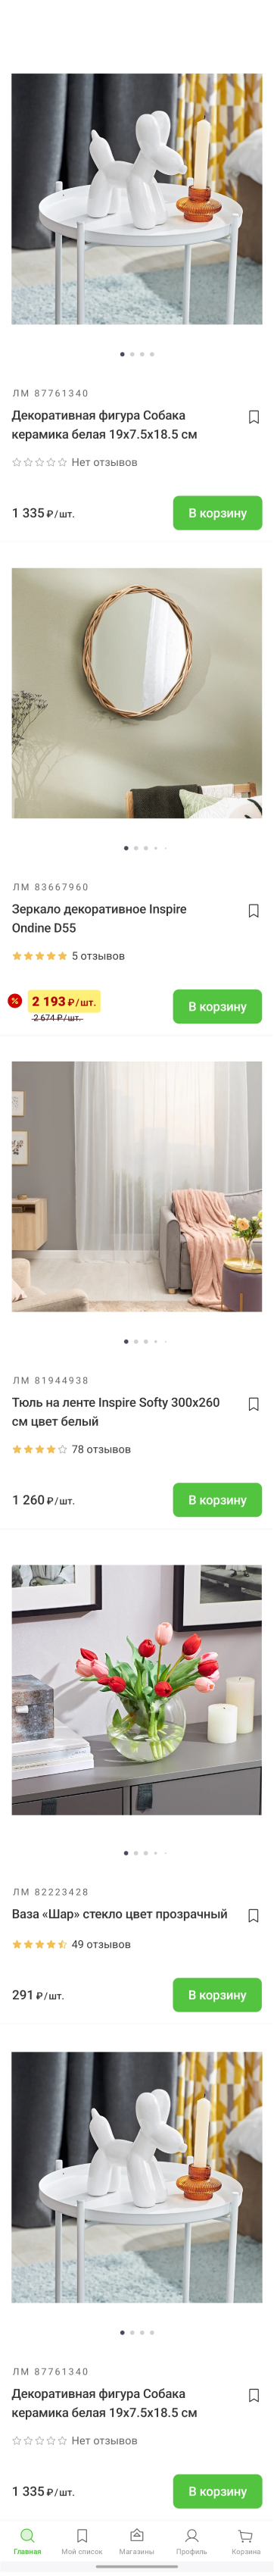 ЛМ 87761340
Декоративная фигура Собака
керамика белая 19x7.5x18.5 см
Нет отзывов
1 335 ₽/шт.
В корзину
ЛМ 83667960
Зеркало декоративное Inspire
Ondine D55
5 отзывов
% 2 193 ₽/шт.
2 674 ₽/шт.
В корзину
ЛМ 81944938
Тюль на ленте Inspire Softy 300x260
см цвет белый
78 отзывов
1 260 ₽/шт.
В корзину
ЛМ 82223428
Ваза «Шар» стекло цвет прозрачный
49 отзывов
291 ₽/шт.
В корзину
ЛМ 87761340
Декоративная фигура Собака
керамика белая 19x7.5x18.5 см
Нет отзывов
1 335 ₽/шт.
В корзину
Главная Мой список Магазины Профиль Корзина